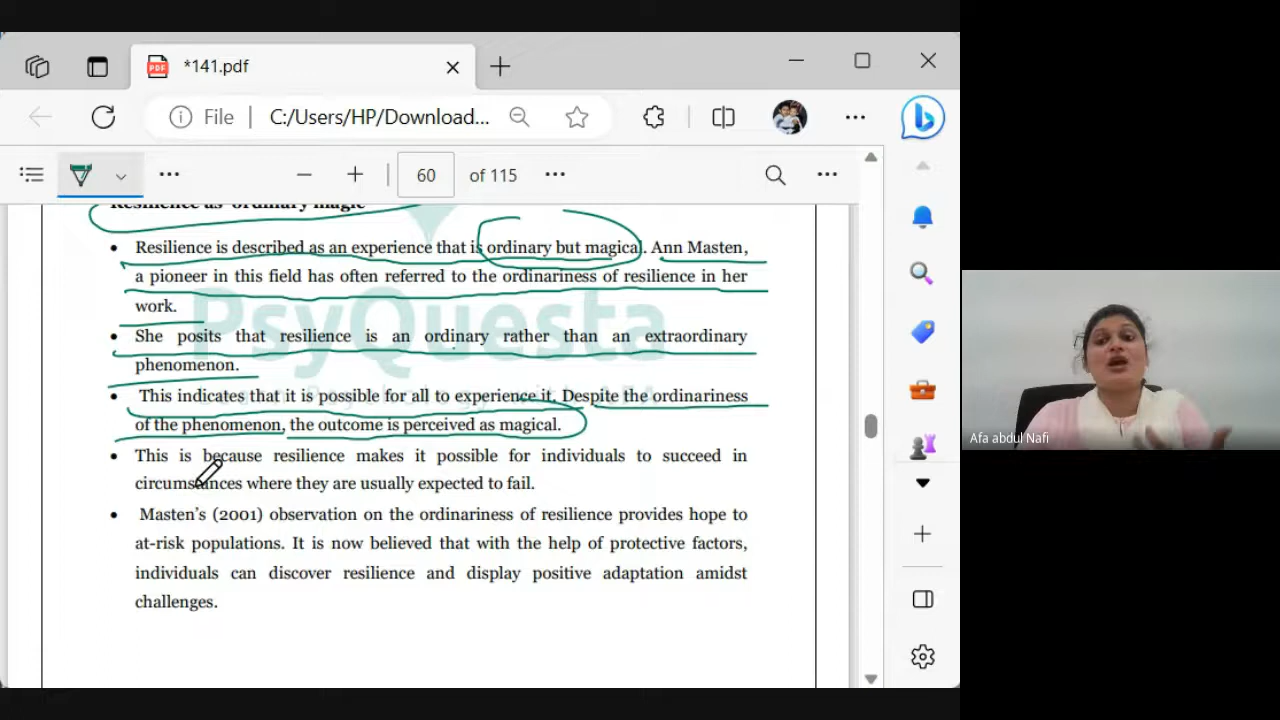 *141.pdf
File
C:/Users/HP/Download...
60 of 115
Resilience as 'ordinary magic'
• Resilience is described as an experience that is ordinary but magical. Ann Masten,
a pioneer in this field has often referred to the ordinariness of resilience in her
work.
• She posits that resilience is an ordinary rather than an extraordinary
phenomenon.
• This indicates that it is possible for all to experience it. Despite the ordinariness
of the phenomenon, the outcome is perceived as magical.
• This is because resilience makes it possible for individuals to succeed in
circumstances where they are usually expected to fail.
• Masten's (2001) observation on the ordinariness of resilience provides hope to
at-risk populations. It is now believed that with the help of protective factors,
individuals can discover resilience and display positive adaptation amidst
challenges.
PsyQuesta
Afa abdul Nafi